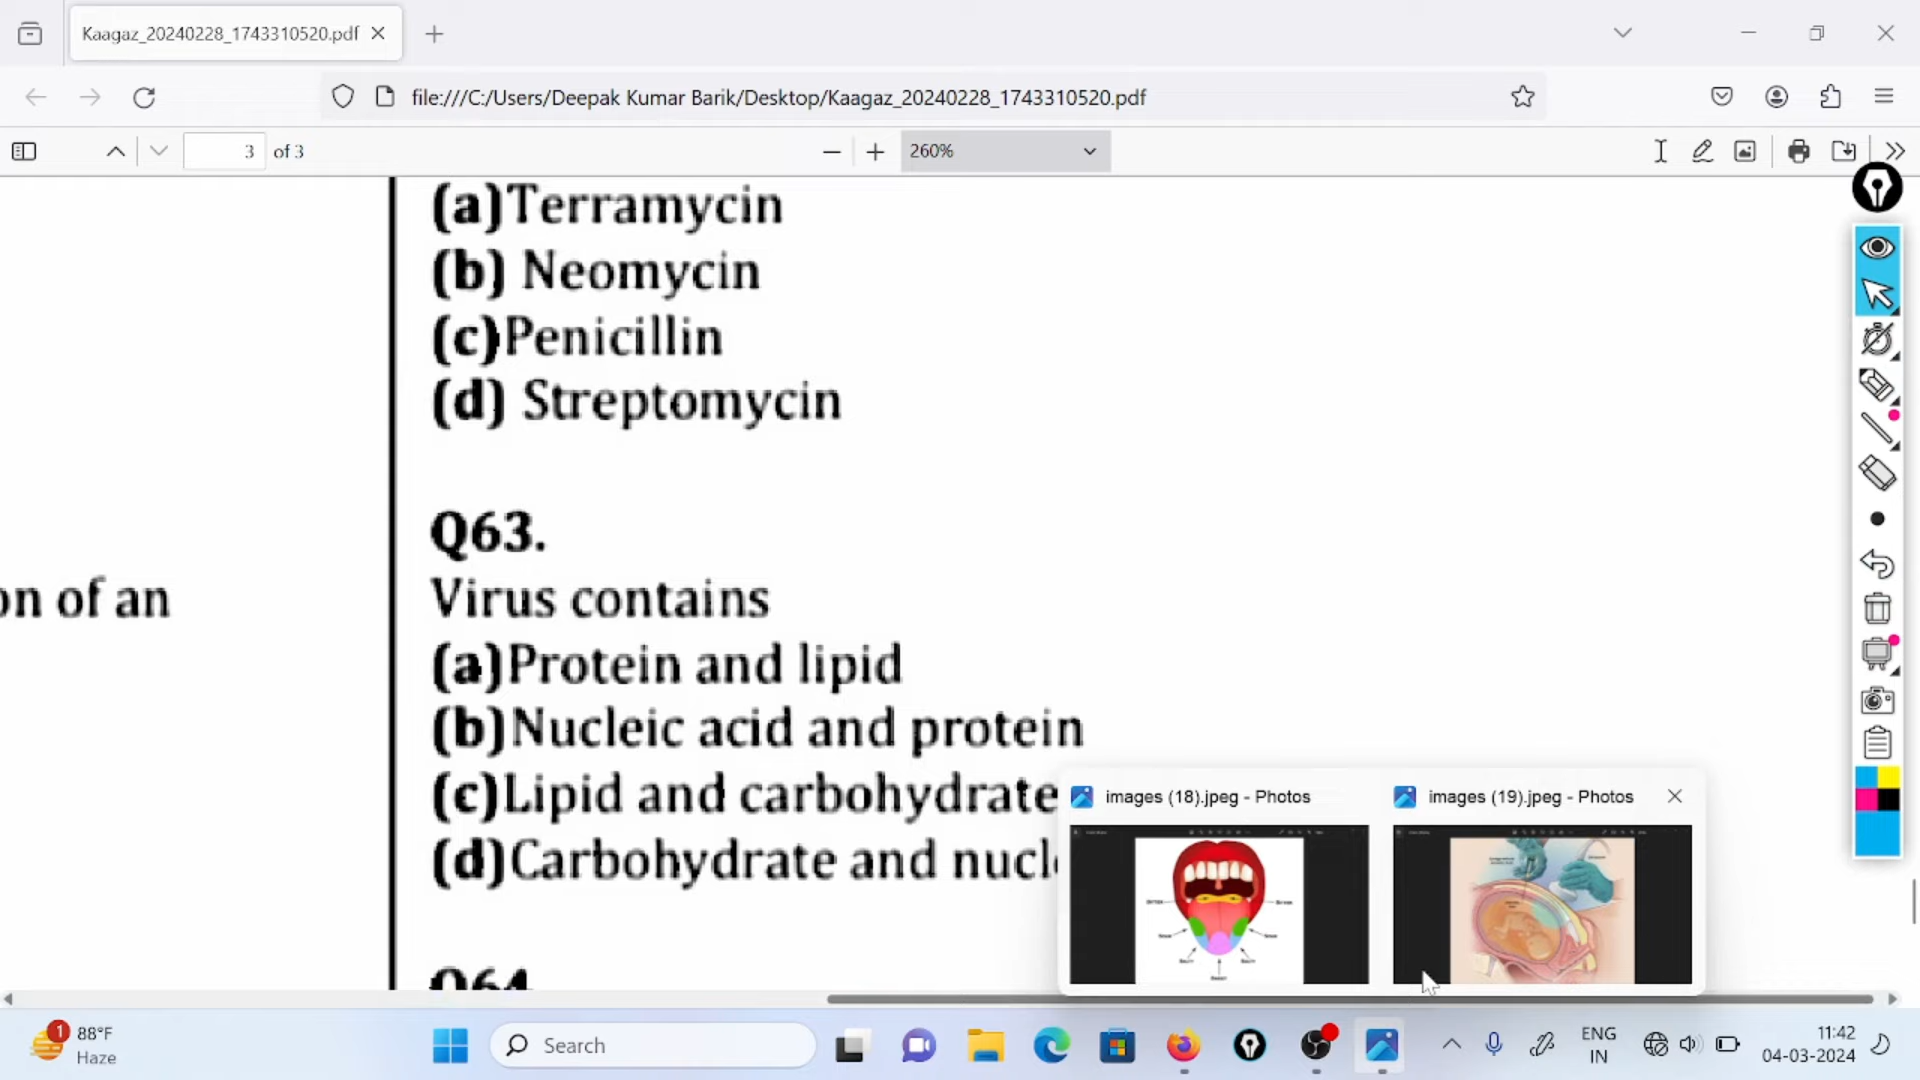 Kaagaz_20240228_1743310520.pdf
file:///C:/Users/Deepak Kumar Barik/Desktop/Kaagaz_20240228_1743310520.pdf
3 of 3
260%
(a)Terramycin
(b) Neomycin
(c)Penicillin
(d) Streptomycin
Q63.
on of an
Virus contains
(a)Protein and lipid
(b)Nucleic acid and protein
(c)Lipid and carbohydrate
(d)Carbohydrate and nucl
Q64
images (18).jpeg - Photos
images (19).jpeg - Photos
1
88°F
Haze
Search
ENG
IN
11:42
04-03-2024